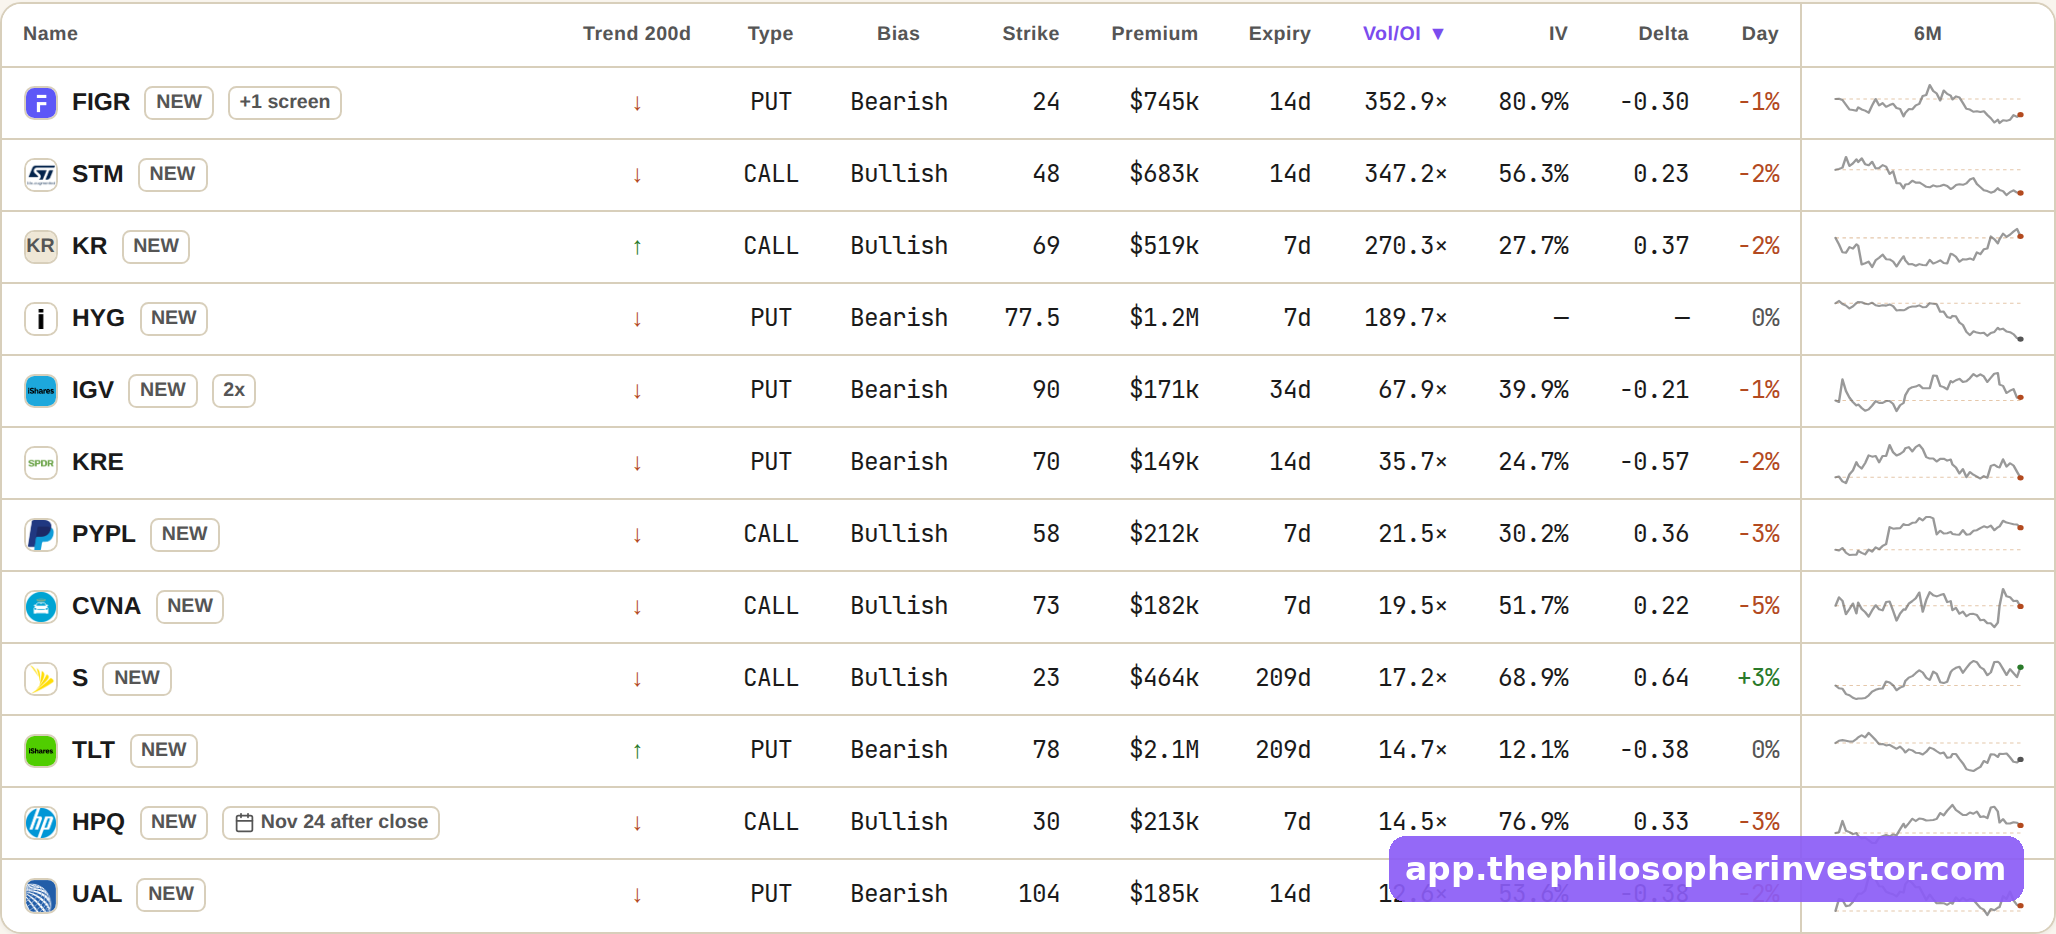 Name Trend 200d Type Bias Strike Premium Expiry Vol/OI ▼ IV Delta Day 6M
FIGR NEW +1 screen ↓ PUT Bearish 24 $745k 14d 352.9× 80.9% -0.30 -1%
STM NEW ↓ CALL Bullish 48 $683k 14d 347.2× 56.3% 0.23 -2%
KR KR NEW ↑ CALL Bullish 69 $519k 7d 270.3× 27.7% 0.37 -2%
i HYG NEW ↓ PUT Bearish 77.5 $1.2M 7d 189.7× — — 0%
iShares IGV NEW 2x ↓ PUT Bearish 90 $171k 34d 67.9× 39.9% -0.21 -1%
SPDR KRE ↓ PUT Bearish 70 $149k 14d 35.7× 24.7% -0.57 -2%
PYPL NEW ↓ CALL Bullish 58 $212k 7d 21.5× 30.2% 0.36 -3%
CVNA NEW ↓ CALL Bullish 73 $182k 7d 19.5× 51.7% 0.22 -5%
S NEW ↓ CALL Bullish 23 $464k 209d 17.2× 68.9% 0.64 +3%
iShares TLT NEW ↑ PUT Bearish 78 $2.1M 209d 14.7× 12.1% -0.38 0%
hp HPQ NEW Nov 24 after close ↓ CALL Bullish 30 $213k 7d 14.5× 76.9% 0.33 -3%
app.thephilosopherinvestor.com
UAL NEW ↓ PUT Bearish 104 $185k 14d 12.6× 53.6% -0.38 -2%